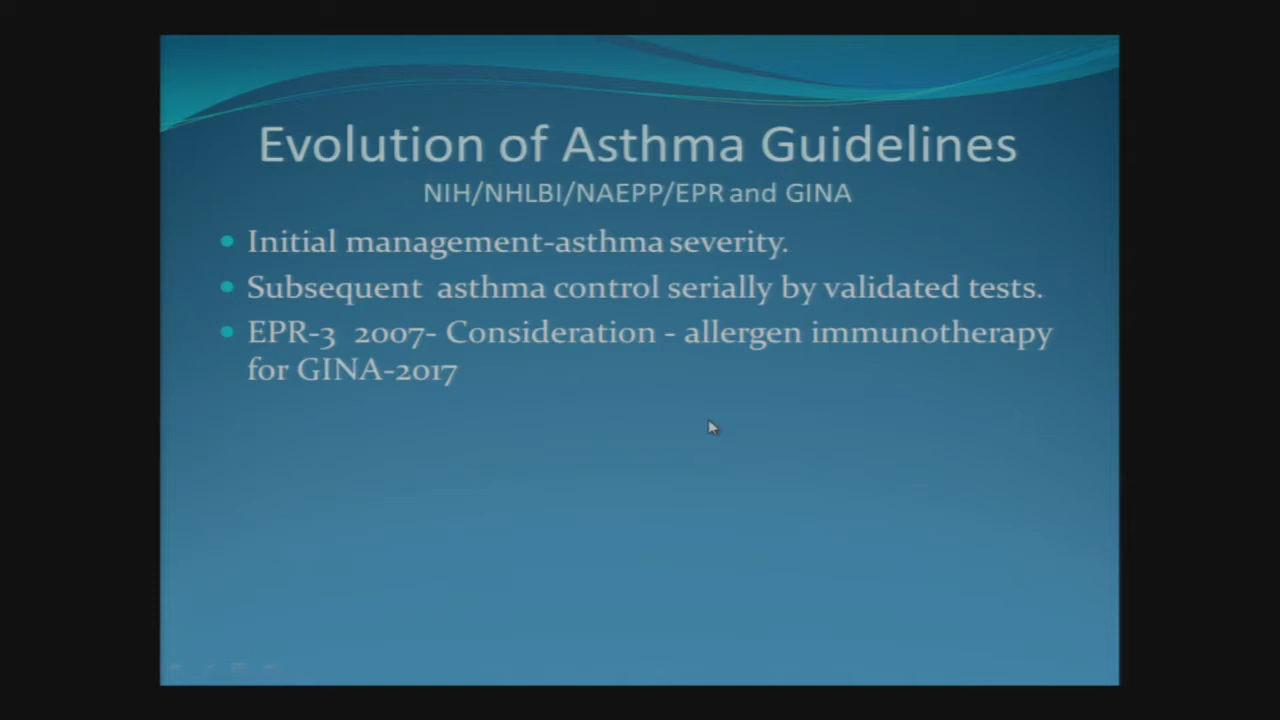 Evolution of Asthma Guidelines
NIH/NHLBI/NAEPP/EPR and GINA
Initial management-asthma severity.
Subsequent asthma control serially by validated tests.
EPR-3 2007- Consideration - allergen immunotherapy
for GINA-2017